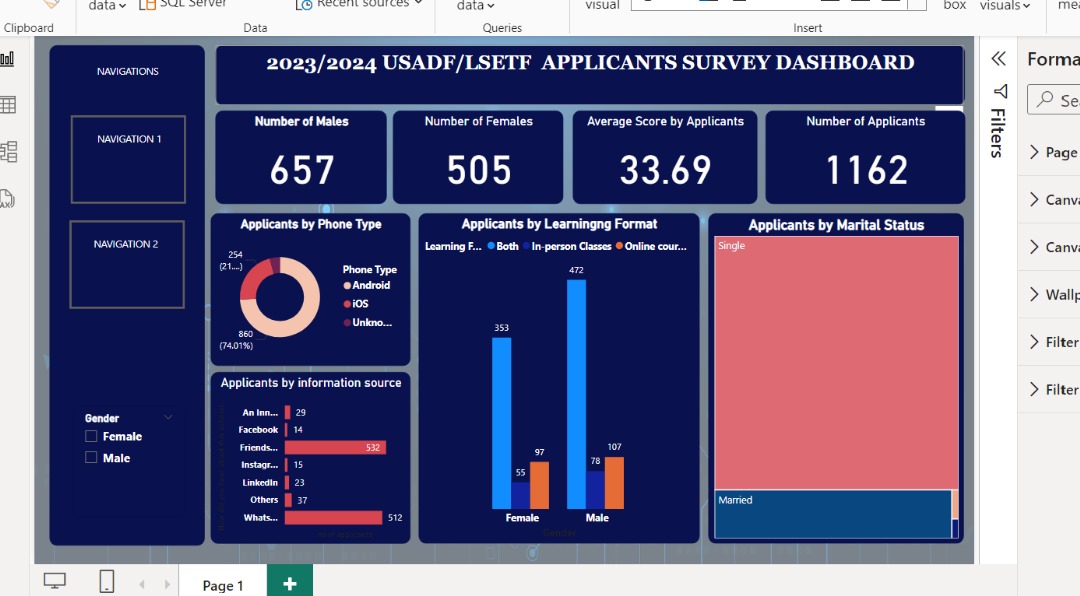 data
SQL Server
Recent sources
data
visual
box
visuals
Clipboard
Data
Queries
Insert
NAVIGATIONS
NAVIGATION 1
NAVIGATION 2
Gender
Female
Male
2023/2024 USADF/LSETF APPLICANTS SURVEY DASHBOARD
Number of Males
657
Number of Females
505
Average Score by Applicants
33.69
Number of Applicants
1162
Applicants by Phone Type
254
(21....)
860
(74.01%)
Phone Type
Android
iOS
Unkno...
Applicants by information source
An Inn... 29
Facebook 14
Friends... 532
Instagr... 15
LinkedIn 23
Others 37
Whats... 512
Applicants by Learningng Format
Learning F... Both In-person Classes Online cour...
353
55
97
472
78
107
Female
Male
Gender
Applicants by Marital Status
Single
Married
Filters
Forma
Sea
Page
Canva
Canva
Wallp
Filter
Filter
Page 1